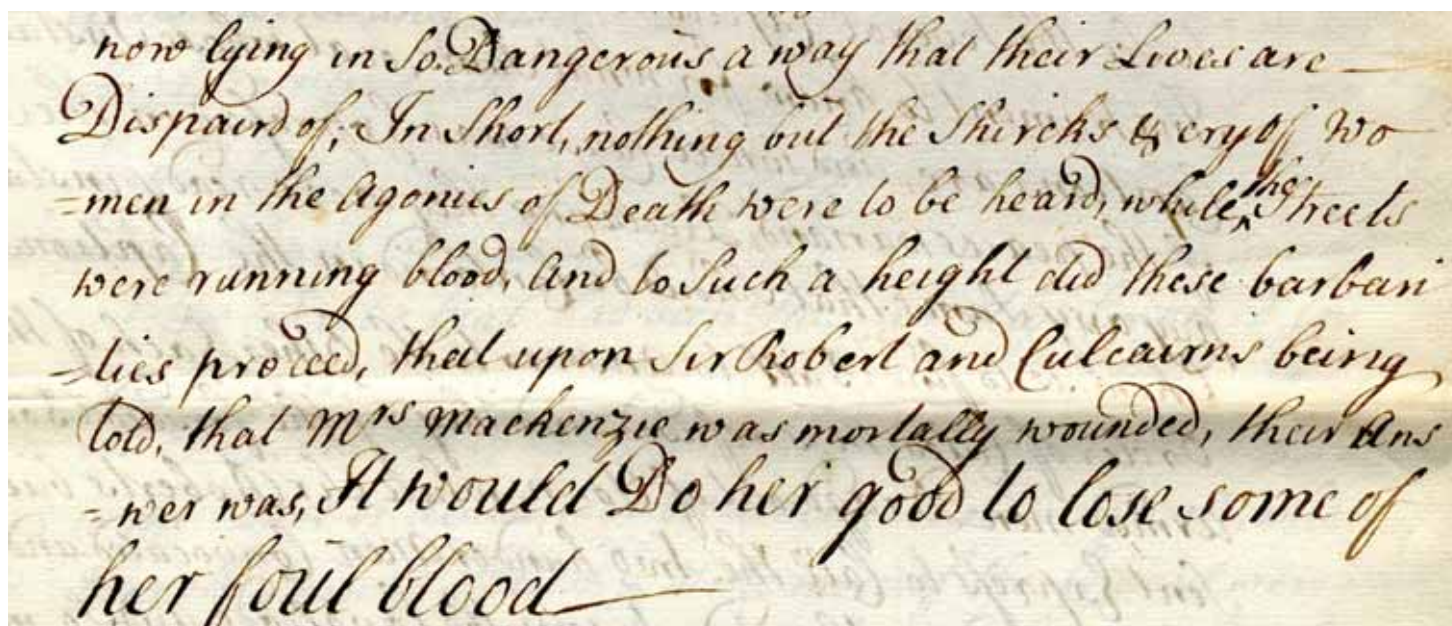 now lying in So Dangerous a way that their Lives are
Dispaird of; In Short, nothing but the Shireks & cry of Wo
=men in the Agonies of Death were to be heard, while ^the Streets
were running blood, and to Such a height did these barbari
=ties proceed, that upon Sir Robert and Culcairns being
told, that Mrs Mackenzie was mortally wounded, their Ans
=wer was, It would Do her good to lose some of
her foul blood